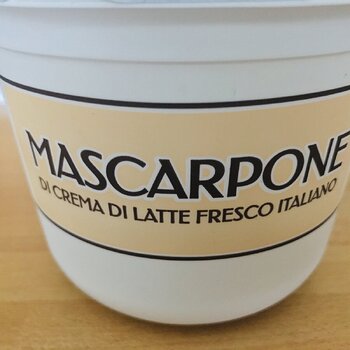 MASCARPONE
DI CREMA DI LATTE FRESCO ITALIANO